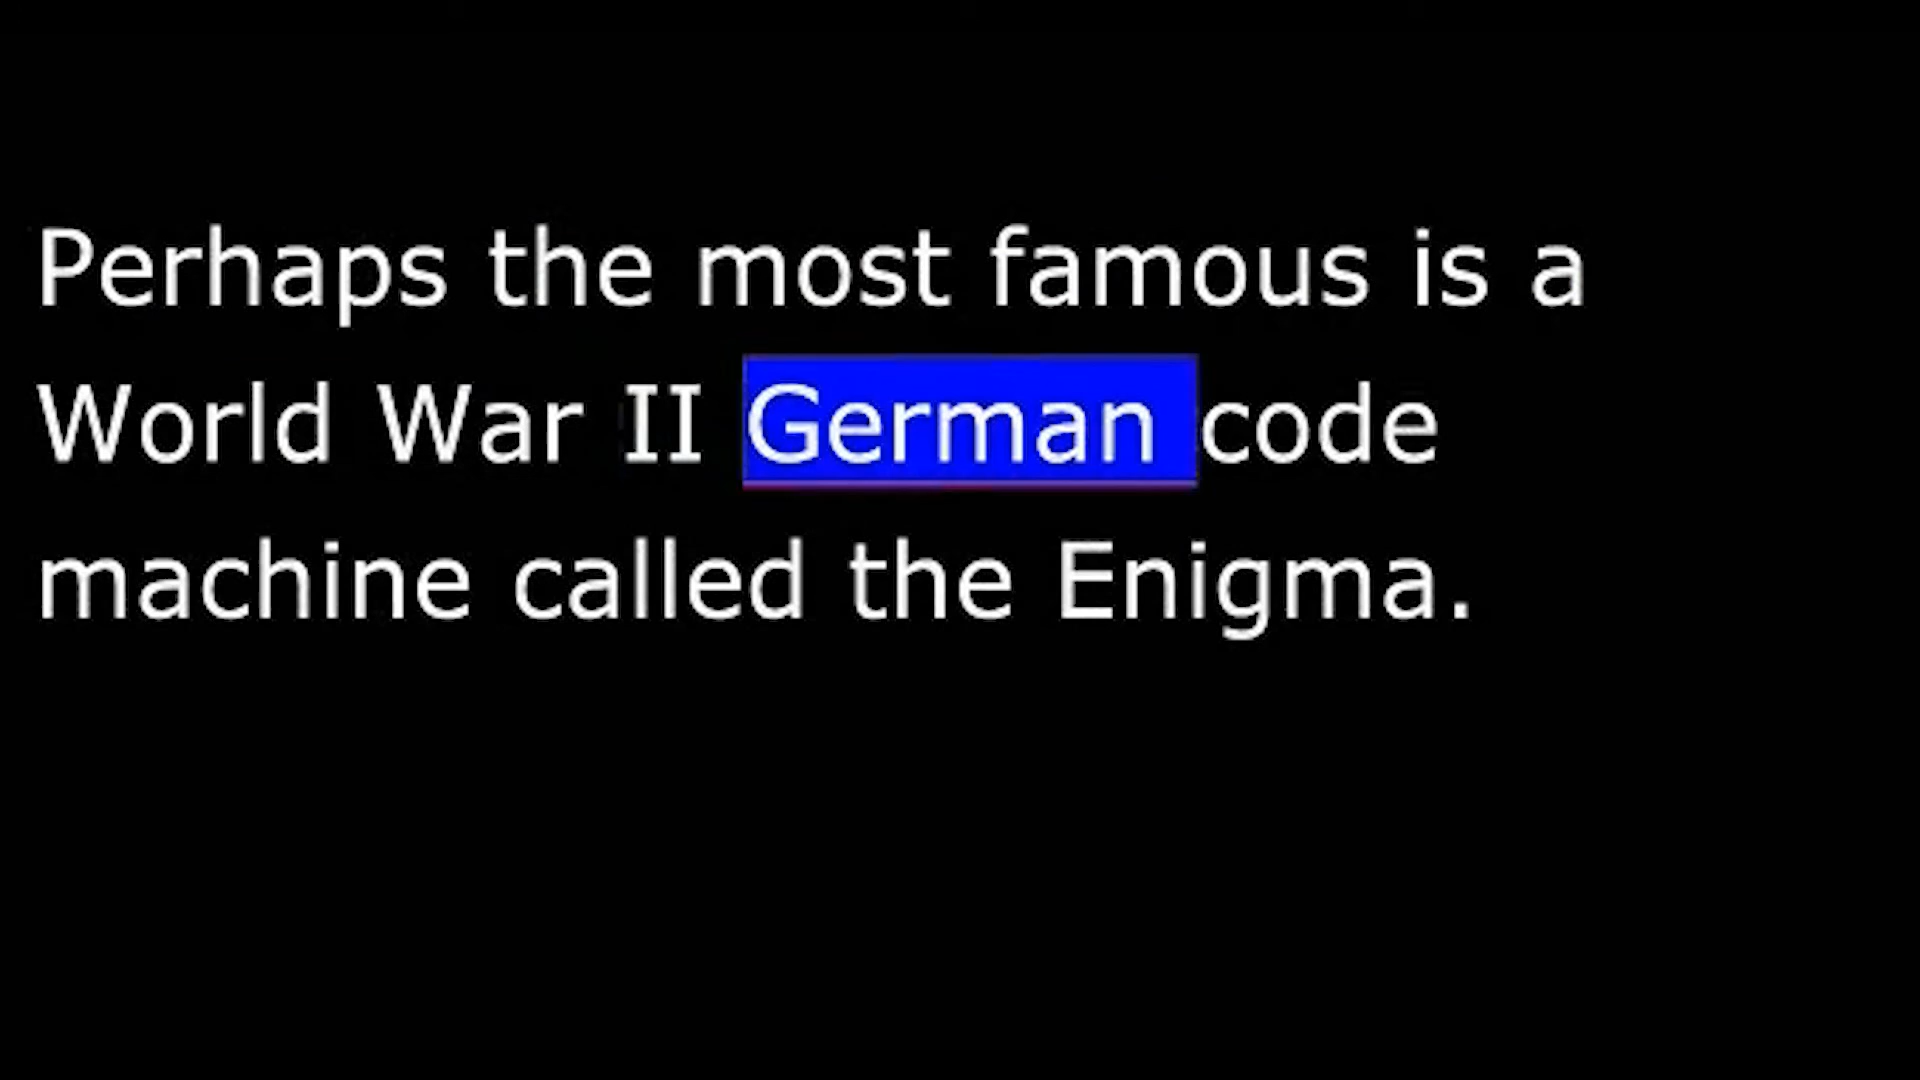 Perhaps the most famous is a
World War II German code
machine called the Enigma.